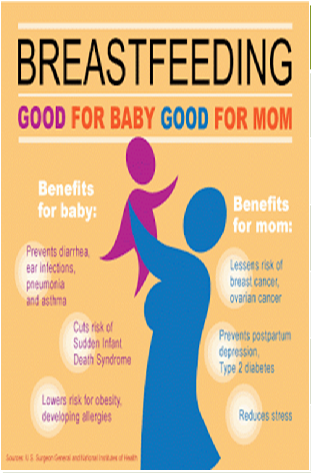 BREASTFEEDING
GOOD FOR BABY GOOD FOR MOM
Benefits
for baby:
Prevents diarrhea,
ear infections,
pneumonia
and asthma
Cuts risk of
Sudden Infant
Death Syndrome
Lowers risk for obesity,
developing allergies
Benefits
for mom:
Lessens risk of
breast cancer,
ovarian cancer
Prevents postpartum
depression,
Type 2 diabetes
Reduces stress
Sources: U.S. Surgeon General and National Institutes of Health